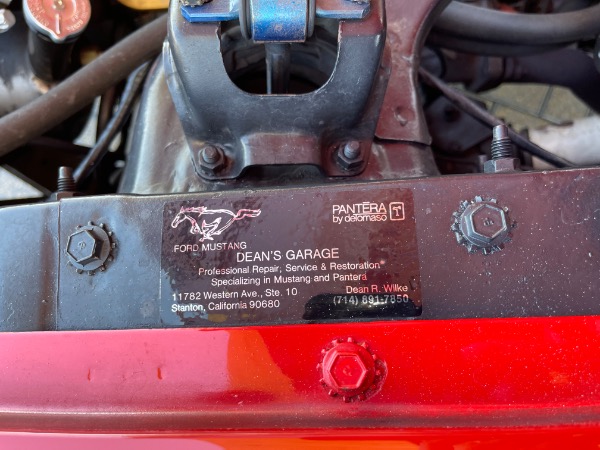 FORD MUSTANG
PANTERA
by detomaso
DEAN'S GARAGE
Professional Repair, Service & Restoration
Specializing in Mustang and Pantera
11782 Western Ave., Ste. 10
Stanton, California 90680
Dean R. Wilke
(714) 891-7850